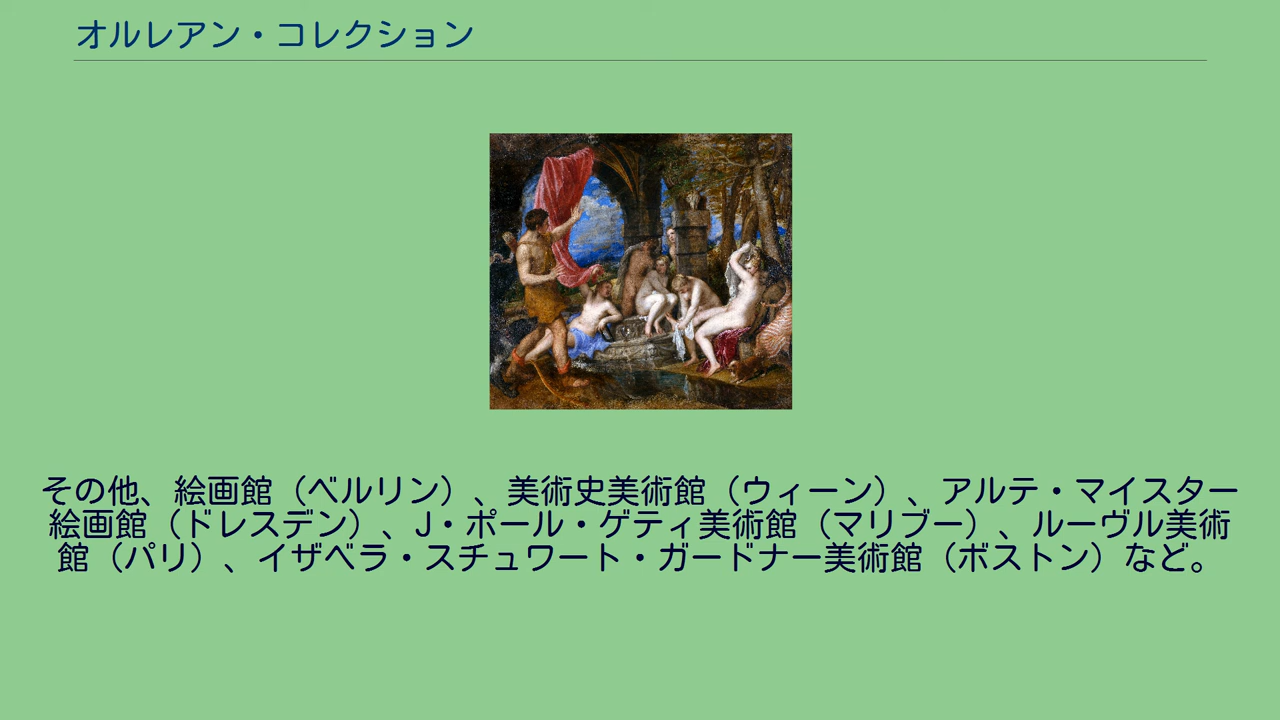 オルレアン・コレクション
その他、絵画館（ベルリン）、美術史美術館（ウィーン）、アルテ・マイスター
絵画館（ドレスデン）、J・ポール・ゲティ美術館（マリブー）、ルーヴル美術
館（パリ）、イザベラ・スチュワート・ガードナー美術館（ボストン）など。